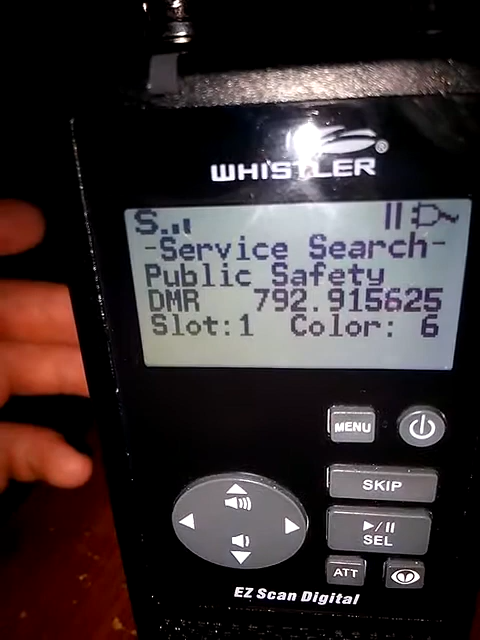 WHISTLER®
S
-Service Search-
Public Safety
DMR 792.915625
Slot:1 Color: 6
MENU
SKIP
▶/II
SEL
ATT
EZ Scan Digital